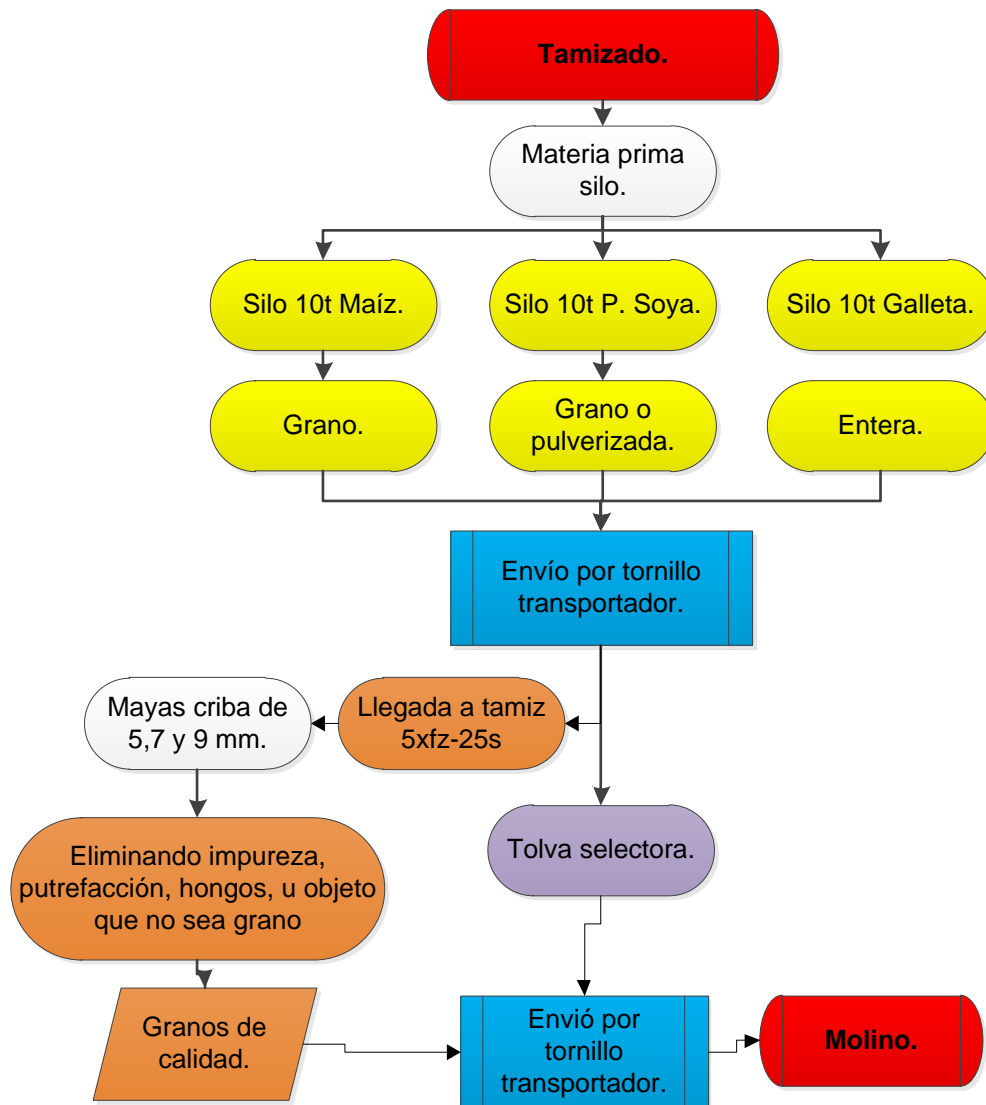 Tamizado.
Materia prima
silo.
Silo 10t Maíz.
Silo 10t P. Soya.
Silo 10t Galleta.
Grano.
Grano o
pulverizada.
Entera.
Envío por tornillo
transportador.
Mayas criba de
5,7 y 9 mm.
Llegada a tamiz
5xfz-25s
Eliminando impureza,
putrefacción, hongos, u objeto
que no sea grano
Tolva selectora.
Granos de
calidad.
Envió por
tornillo
transportador.
Molino.